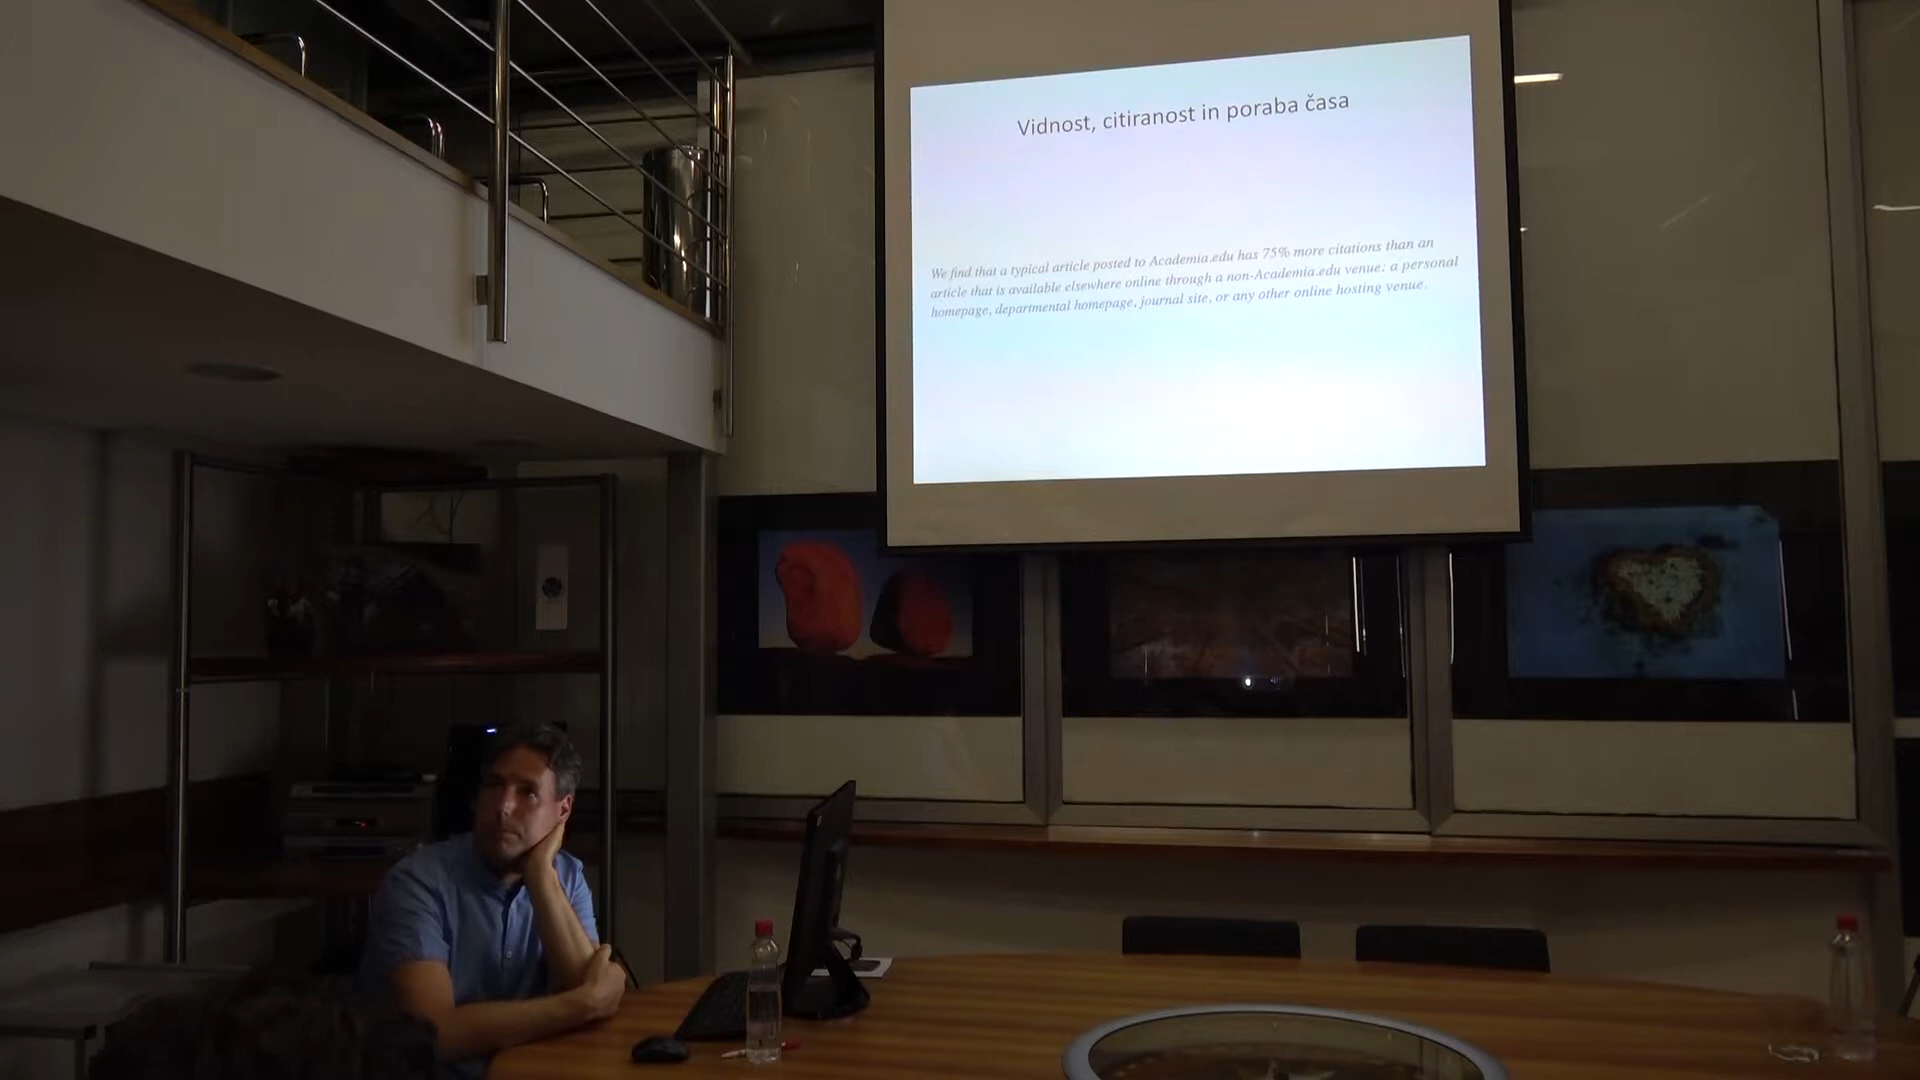 Vidnost, citiranost in poraba časa
We find that a typical article posted to Academia.edu has 75% more citations than an
article that is available elsewhere online through a non-Academia.edu venue: a personal
homepage, departmental homepage, journal site, or any other online hosting venue.